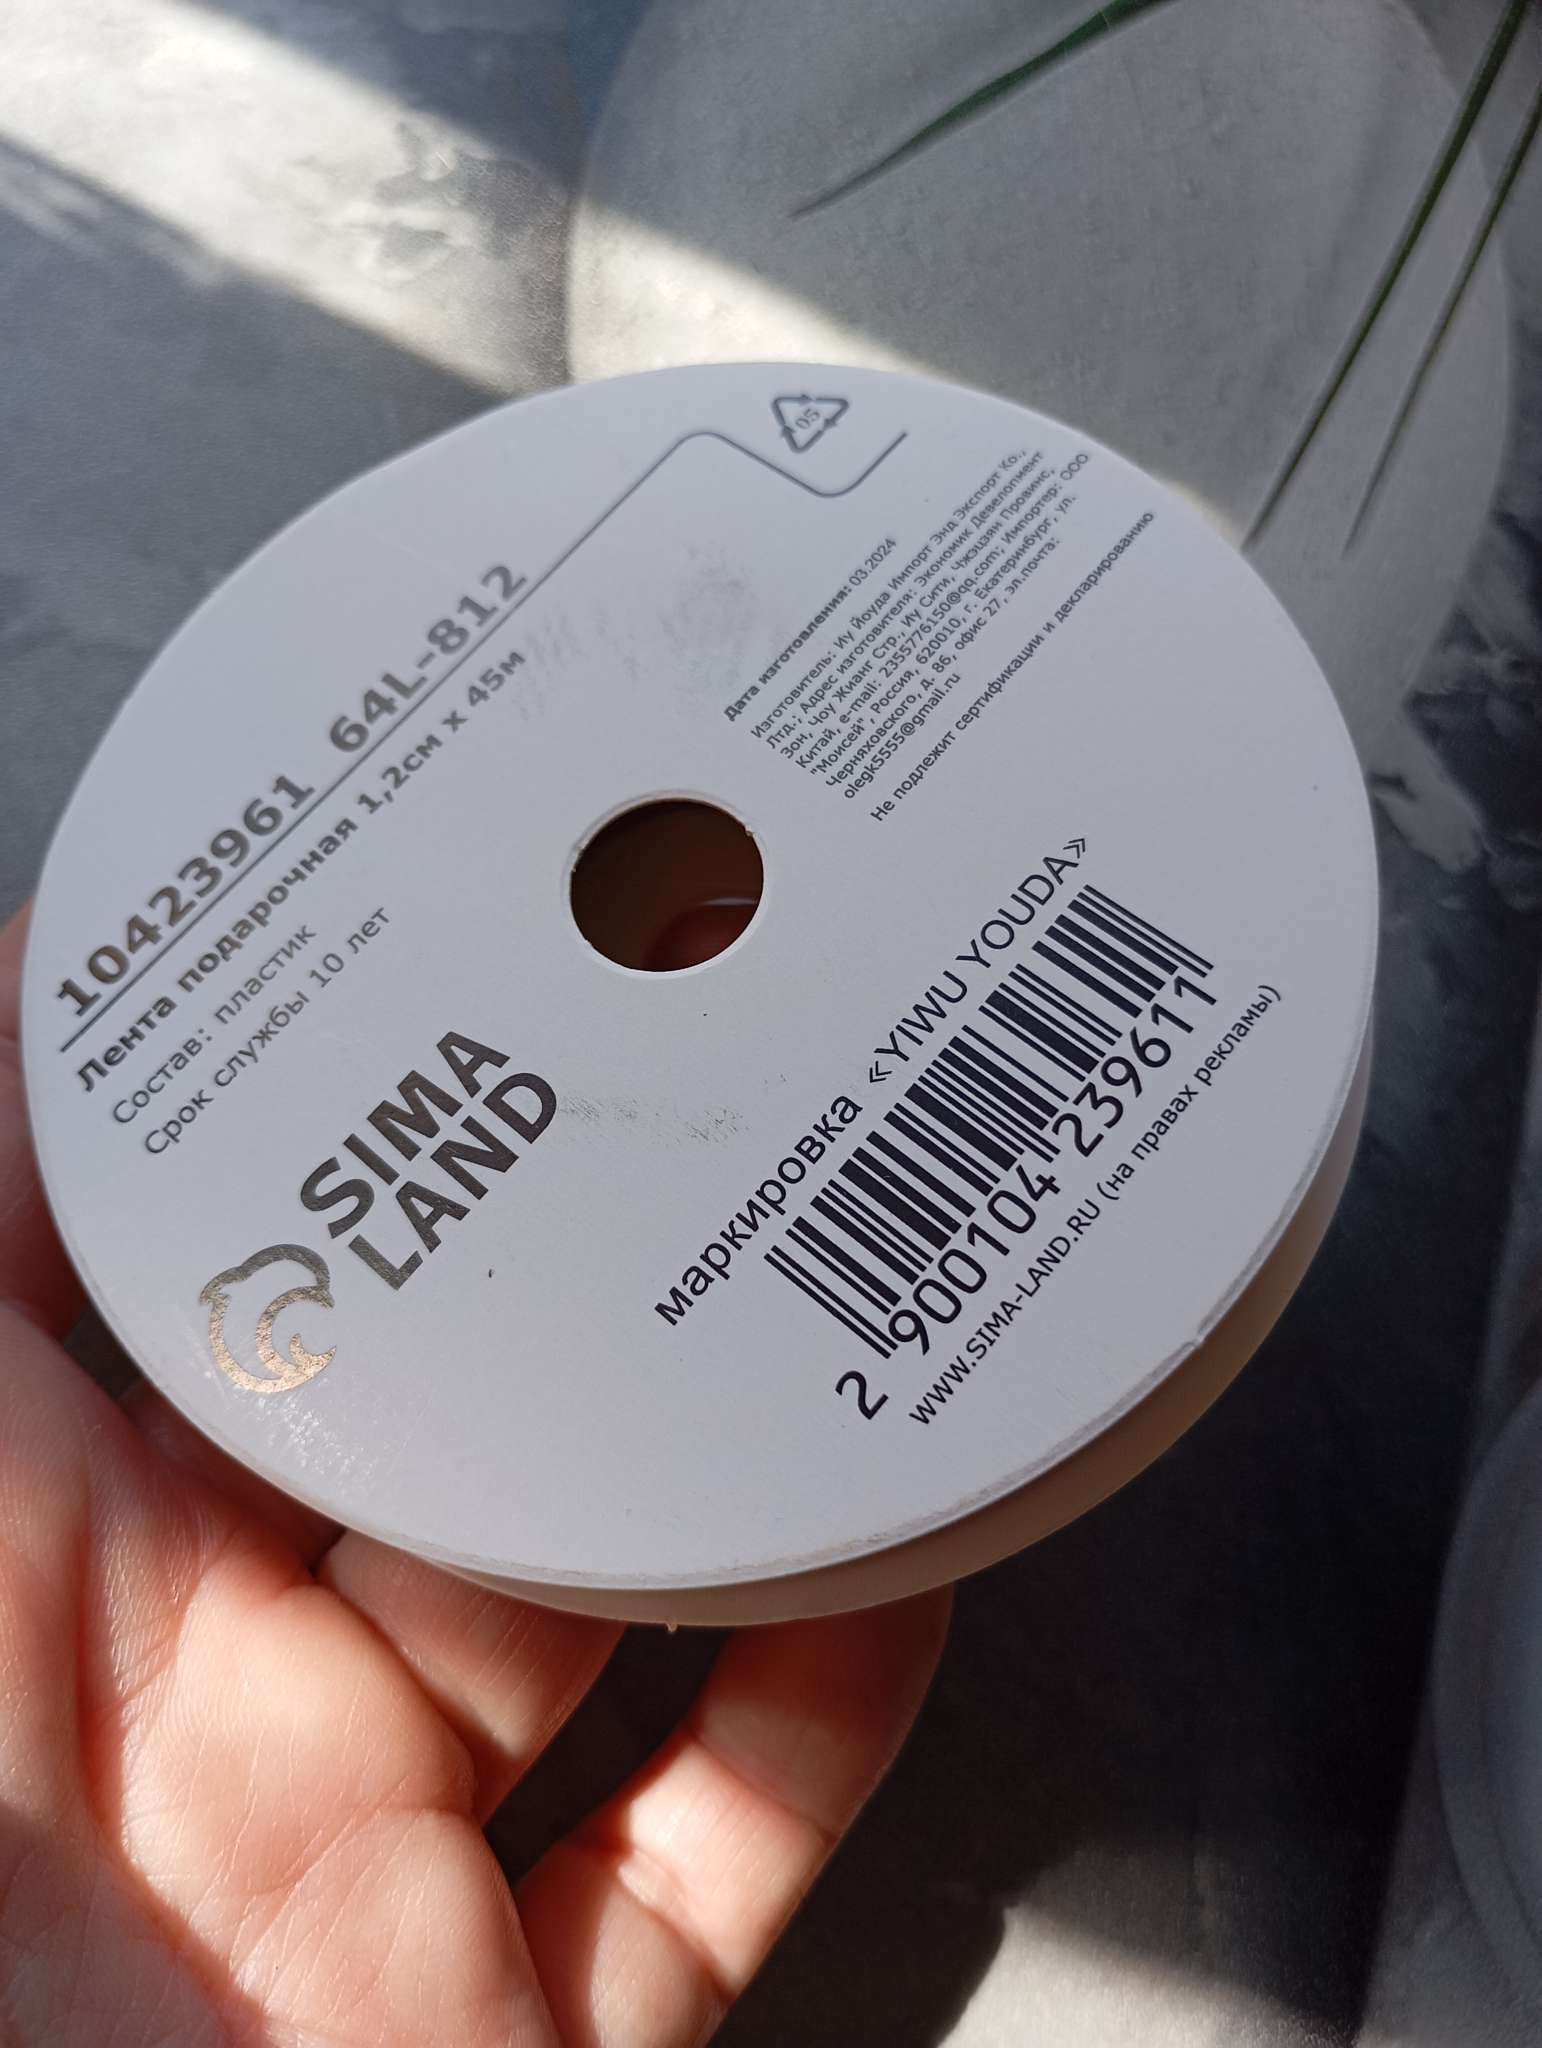 10423961 64L-812
Лента подарочная 1,2см х 45м
Состав: пластик
Срок службы 10 лет
SIMA
LAND
05
Дата изготовления: 03.2024
Изготовитель: Иу Йоуда Импорт Энд Экспорт Ко.,
Лтд.; Адрес изготовителя: Экономик Девелопмент
Зон, Чоу Жианг Стр., Иу Сити, Чжэцзян Провинс,
Китай, e-mail: 2355776150@qq.com; Импортер: ООО
"Моисей", Россия, 620010, г. Екатеринбург, ул.
Черняховского, д. 86, офис 27, эл.почта:
olegk5555@gmail.ru
Не подлежит сертификации и декларированию
маркировка «YIWU YOUDA»
2 900104 239611
WWW.SIMA-LAND.RU (на правах рекламы)